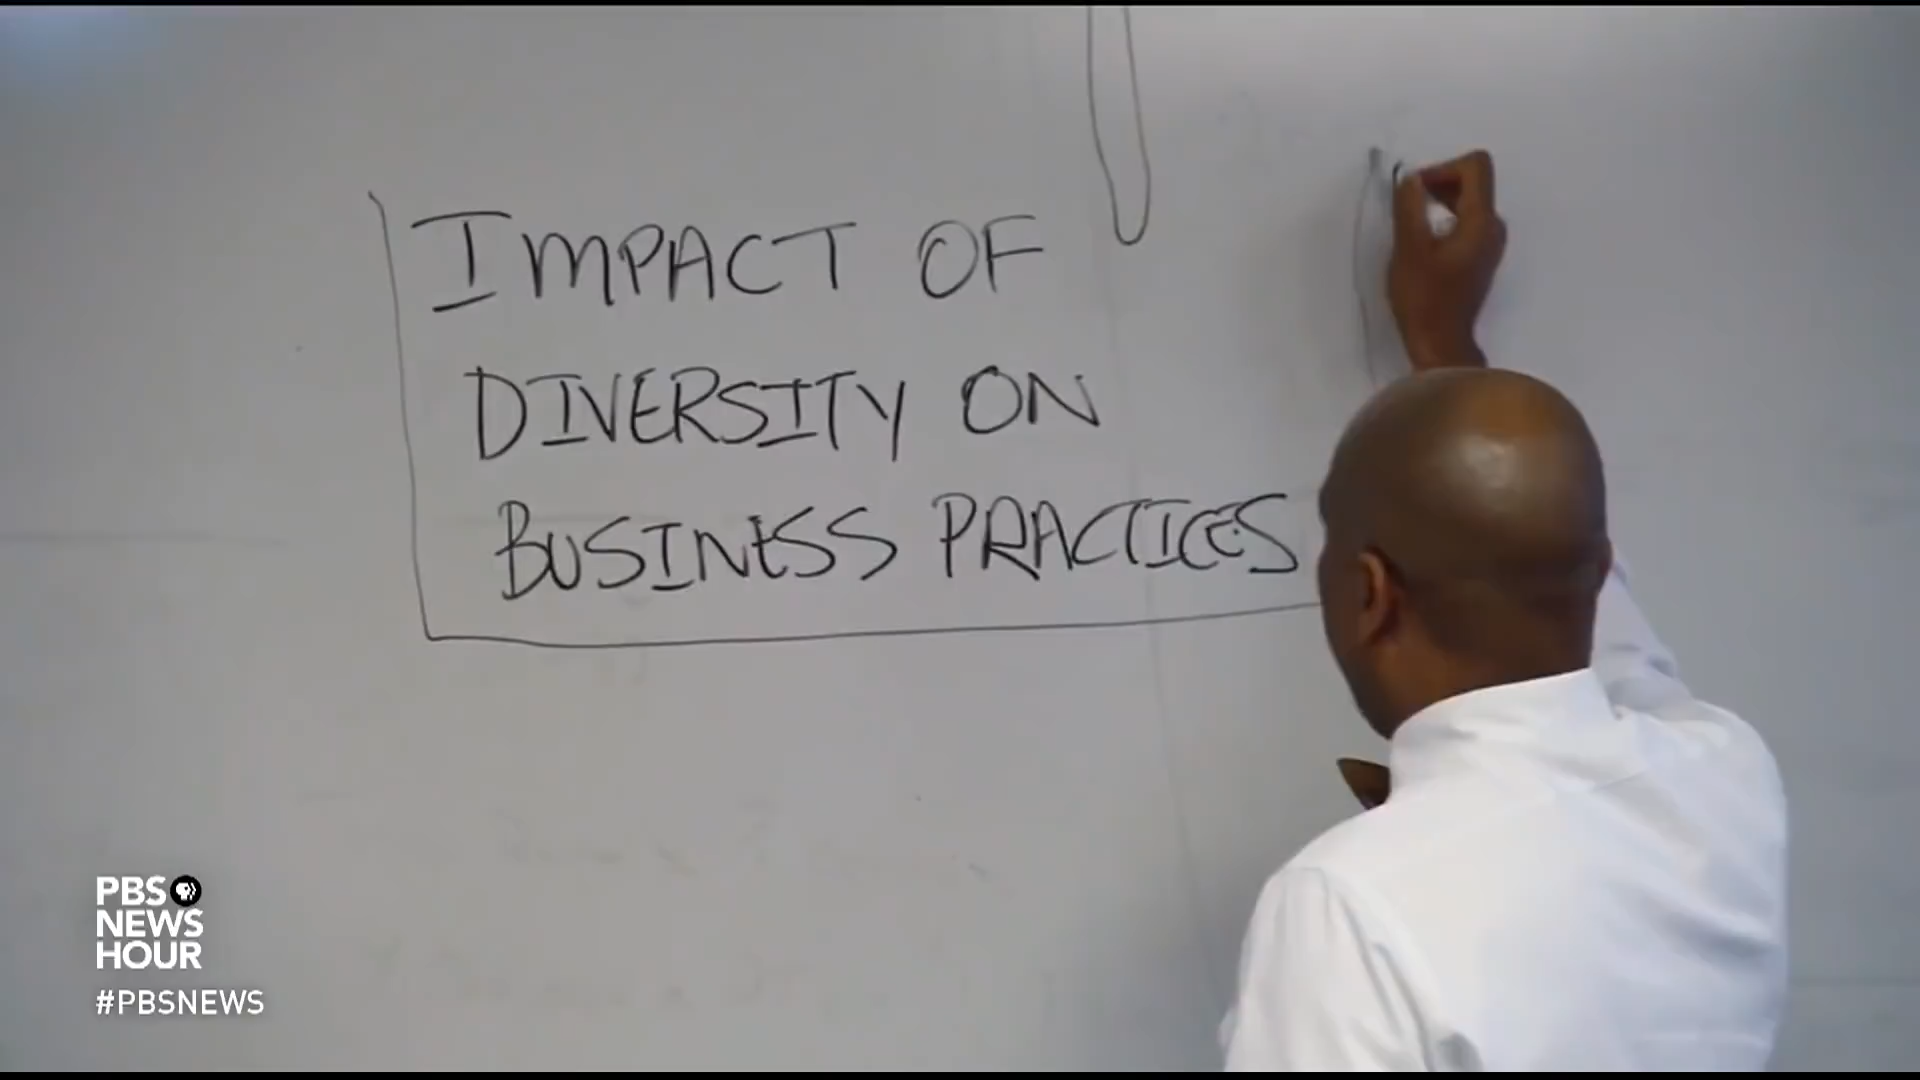 IMPACT OF
DIVERSITY ON
BUSINESS PRACTICES
PBS
NEWS
HOUR
#PBSNEWS